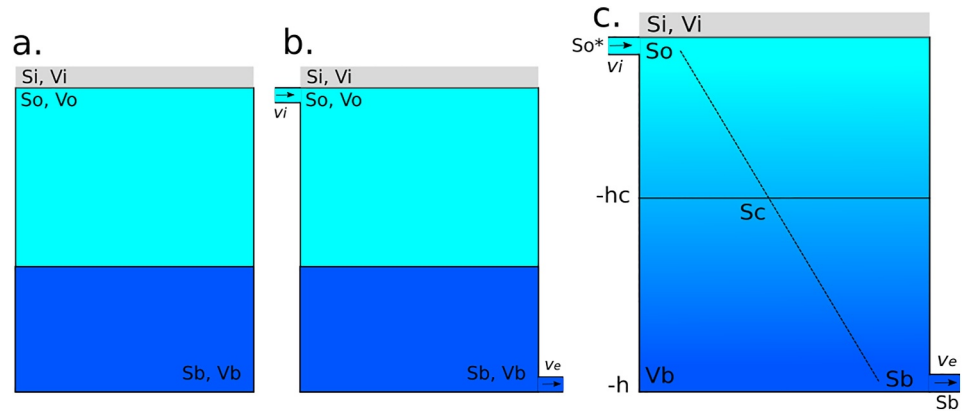 a.
Si, Vi
So, Vo
Sb, Vb
b.
Si, Vi
So, Vo
vi
Sb, Vb
ve
c.
Si, Vi
So*
So
vi
-hc
Sc
-h
Vb
Sb
ve
Sb